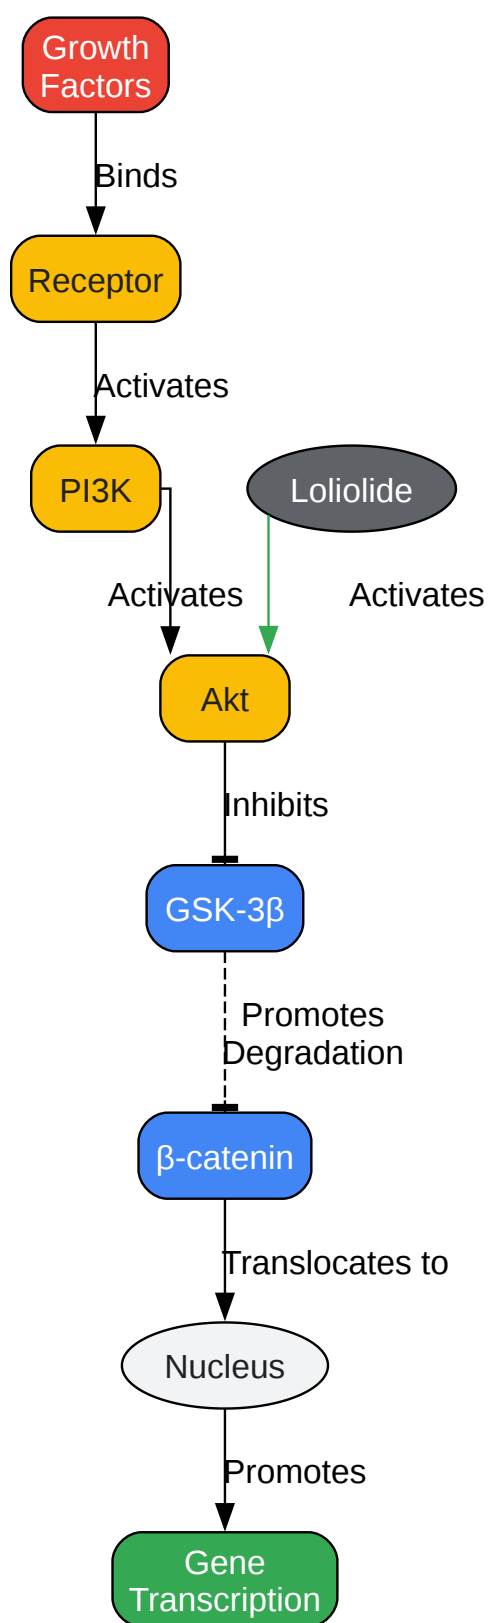 Growth
Factors
Binds
Receptor
Activates
PI3K
Loliolide
Activates
Activates
Akt
Inhibits
GSK-3β
Promotes
Degradation
β-catenin
Translocates to
Nucleus
Promotes
Gene
Transcription